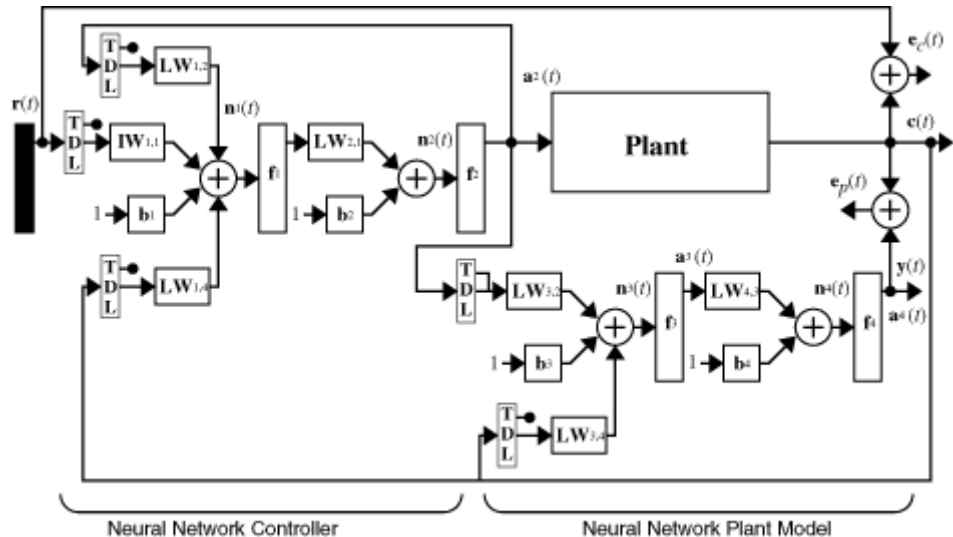 r(t)
T
D
L
LW1,2
T
D
L
IW1,1
1
b1
T
D
L
LW1,4
n1(t)
f1
LW2,1
1
b2
n2(t)
f2
a2(t)
Plant
ec(t)
c(t)
ep(t)
y(t)
a4(t)
T
D
L
LW3,2
1
b3
T
D
L
LW3,4
n3(t)
f3
a3(t)
LW4,3
1
b4
n4(t)
f4
Neural Network Controller
Neural Network Plant Model